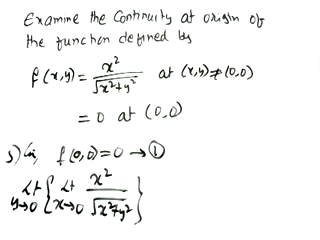 Examine the Continuity at origin of
the function defined by
f(x,y) = x²/√x²+y² at (x,y)≠(0,0)
= 0 at (0,0)
f(0,0)=0 → ①
Lt y→0 { Lt x→0 x²/√x²+y² }